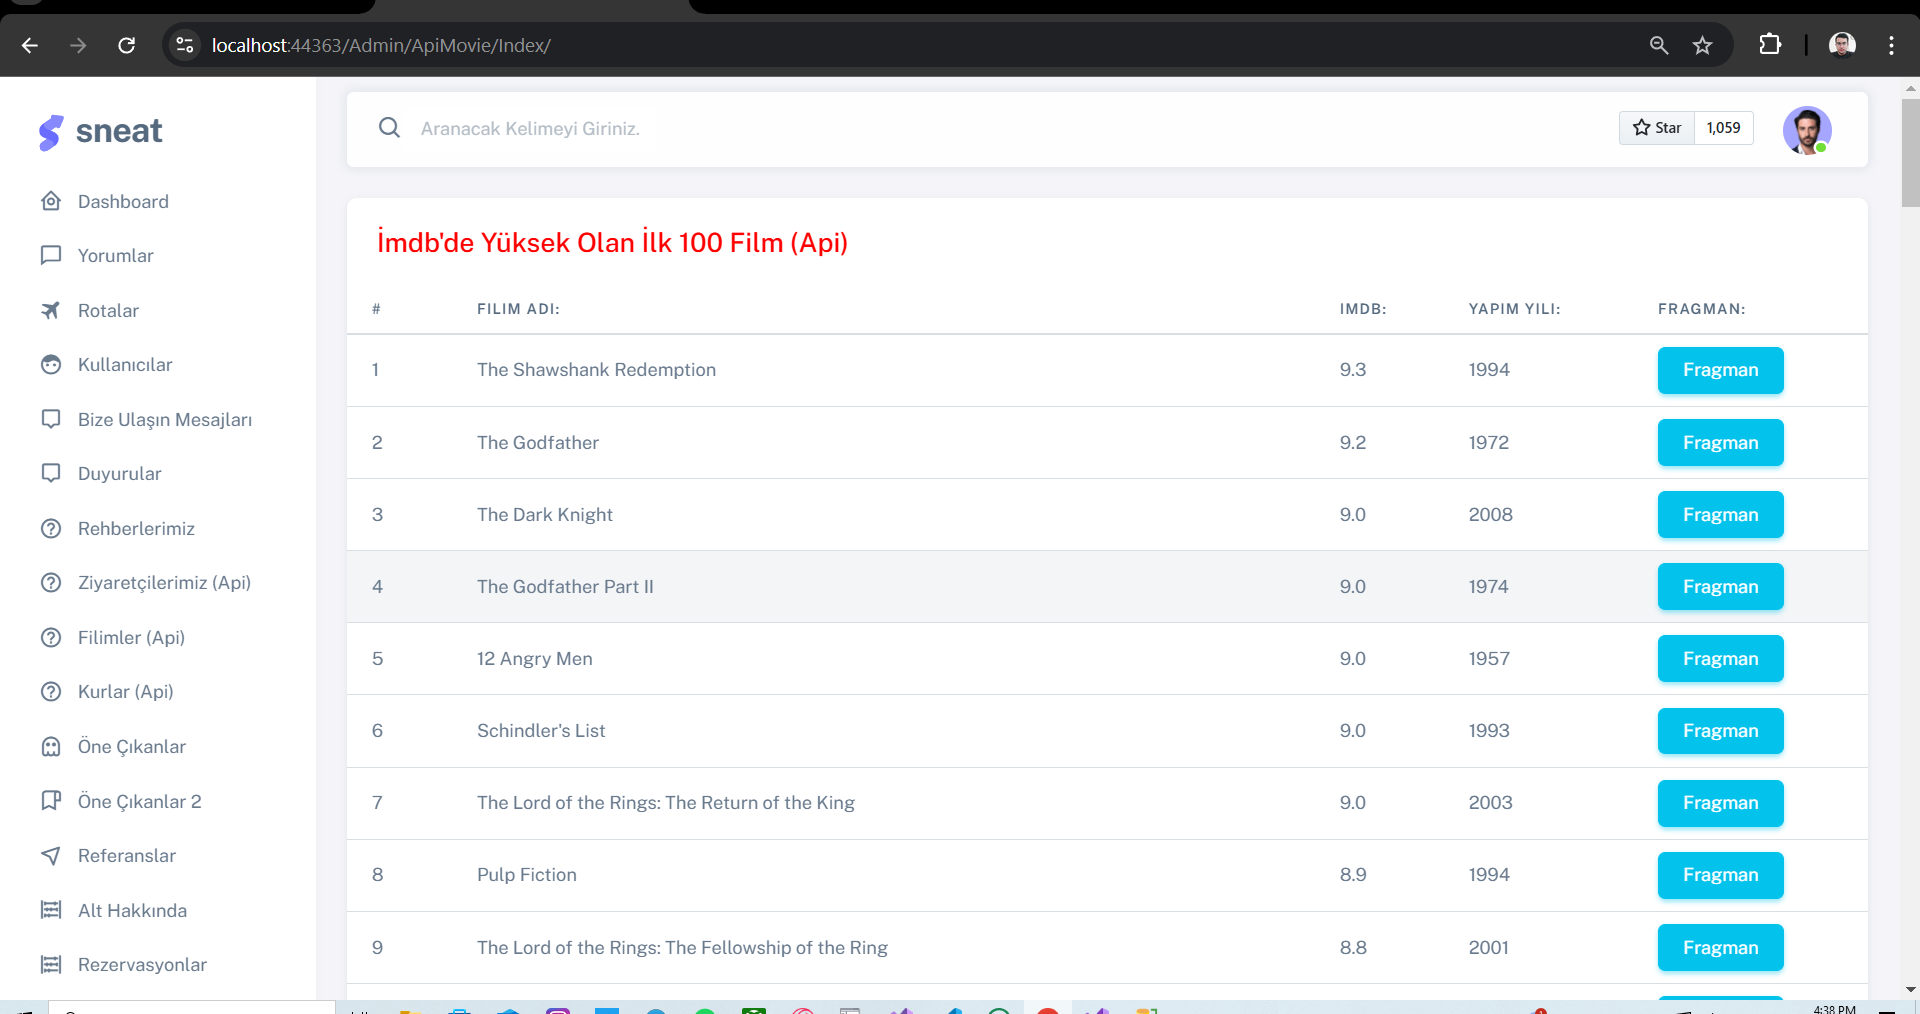 localhost:44363/Admin/ApiMovie/Index/
sneat
Dashboard
Yorumlar
Rotalar
Kullanıcılar
Bize Ulaşın Mesajları
Duyurular
Rehberlerimiz
Ziyaretçilerimiz (Api)
Filimler (Api)
Kurlar (Api)
Öne Çıkanlar
Öne Çıkanlar 2
Referanslar
Alt Hakkında
Rezervasyonlar
Aranacak Kelimeyi Giriniz.
Star 1,059
İmdb'de Yüksek Olan İlk 100 Film (Api)
# FILIM ADI: IMDB: YAPIM YILI: FRAGMAN:
1 The Shawshank Redemption 9.3 1994 Fragman
2 The Godfather 9.2 1972 Fragman
3 The Dark Knight 9.0 2008 Fragman
4 The Godfather Part II 9.0 1974 Fragman
5 12 Angry Men 9.0 1957 Fragman
6 Schindler's List 9.0 1993 Fragman
7 The Lord of the Rings: The Return of the King 9.0 2003 Fragman
8 Pulp Fiction 8.9 1994 Fragman
9 The Lord of the Rings: The Fellowship of the Ring 8.8 2001 Fragman
4:38 PM